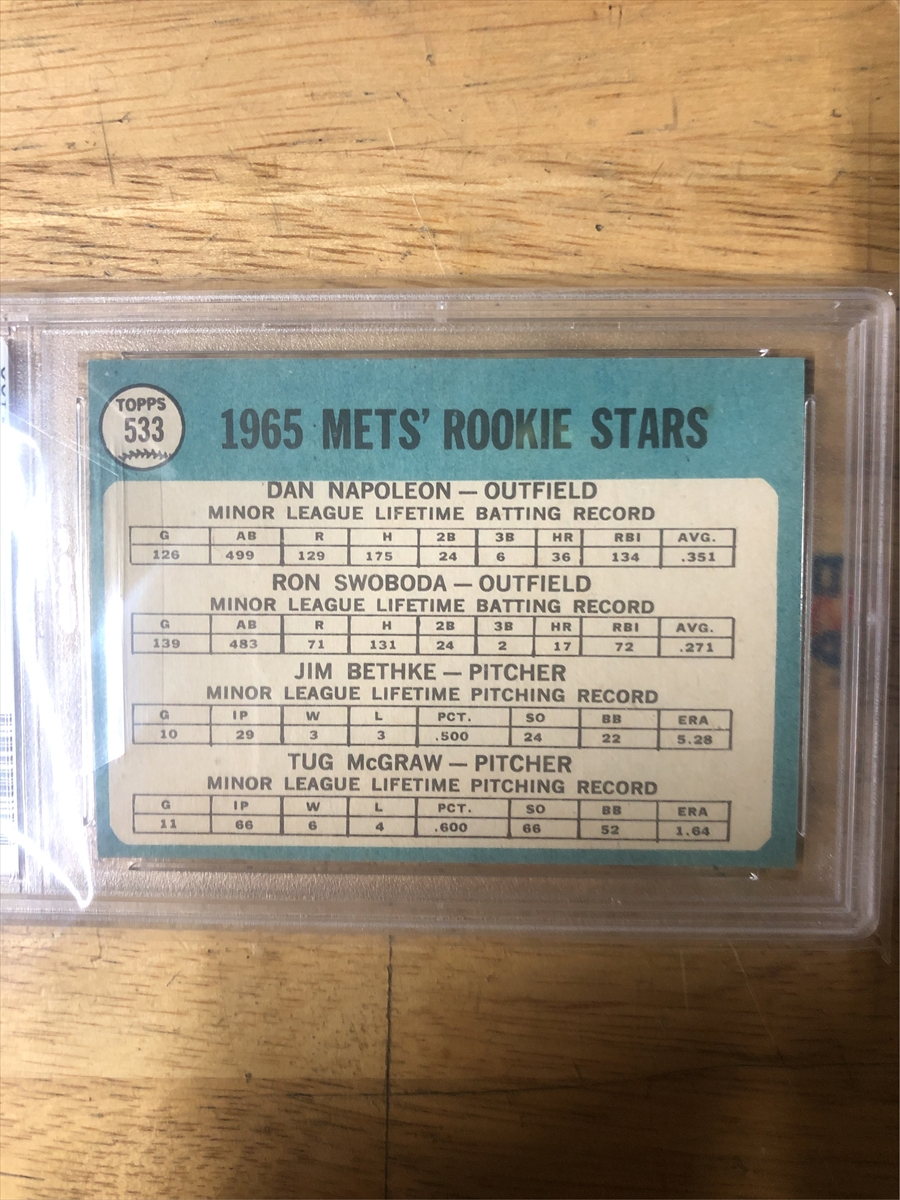 TOPPS
533
1965 METS' ROOKIE STARS
DAN NAPOLEON — OUTFIELD
MINOR LEAGUE LIFETIME BATTING RECORD
G AB R H 2B 3B HR RBI AVG.
126 499 129 175 24 6 36 134 .351
RON SWOBODA — OUTFIELD
MINOR LEAGUE LIFETIME BATTING RECORD
G AB R H 2B 3B HR RBI AVG.
139 483 71 131 24 2 17 72 .271
JIM BETHKE — PITCHER
MINOR LEAGUE LIFETIME PITCHING RECORD
G IP W L PCT. SO BB ERA
10 29 3 3 .500 24 22 5.28
TUG McGRAW — PITCHER
MINOR LEAGUE LIFETIME PITCHING RECORD
G IP W L PCT. SO BB ERA
11 66 6 4 .600 66 52 1.64